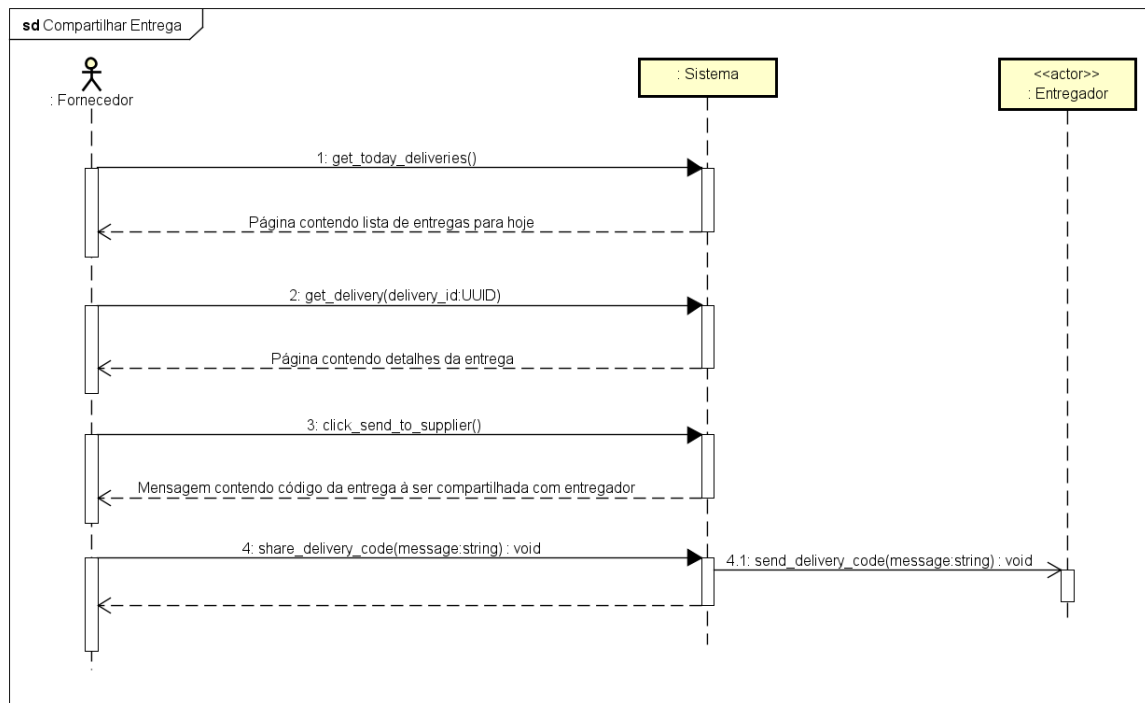 sd Compartilhar Entrega
: Fornecedor
: Sistema
<<actor>>
: Entregador
1: get_today_deliveries()
Página contendo lista de entregas para hoje
2: get_delivery(delivery_id:UUID)
Página contendo detalhes da entrega
3: click_send_to_supplier()
Mensagem contendo código da entrega à ser compartilhada com entregador
4: share_delivery_code(message:string) : void
4.1: send_delivery_code(message:string) : void